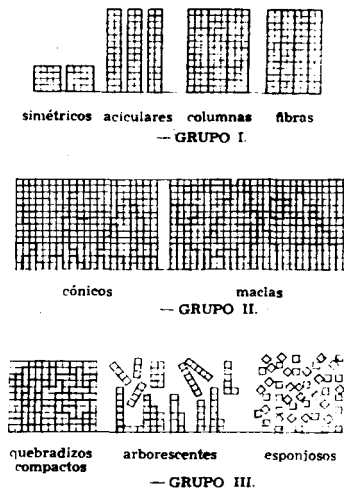 simétricos aciculares columnas fibras
— GRUPO I.
cónicos maclas
— GRUPO II.
quebradizos compactos arborescentes esponjosos
— GRUPO III.